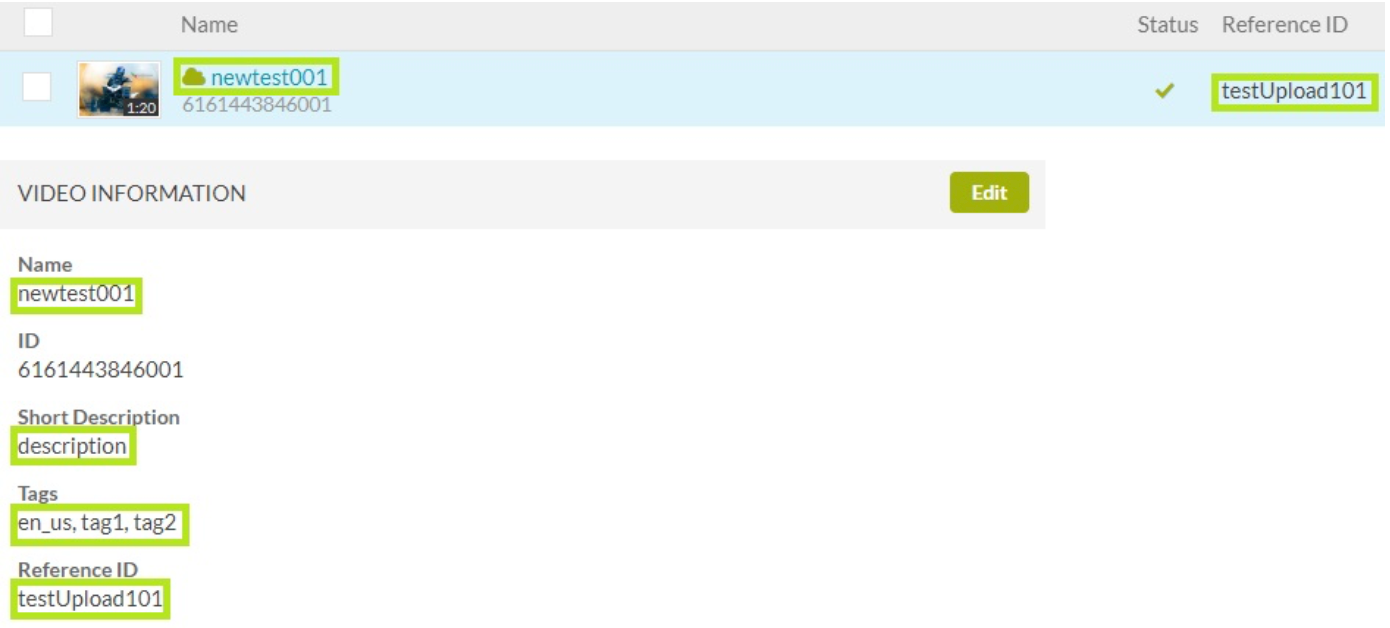 Name Status Reference ID
newtest001
1:20
6161443846001
testUpload101
VIDEO INFORMATION
Edit
Name
newtest001
ID
6161443846001
Short Description
description
Tags
en_us, tag1, tag2
Reference ID
testUpload101